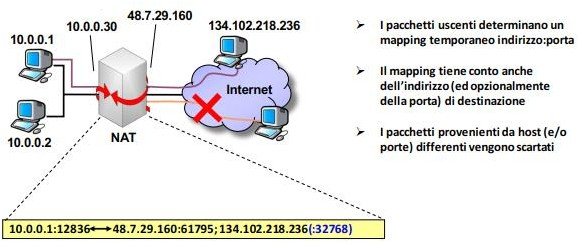 48.7.29.160
134.102.218.236
10.0.0.30
10.0.0.1
Internet
NAT
10.0.0.2
➢ I pacchetti uscenti determinano un
mapping temporaneo indirizzo:porta
➢ Il mapping tiene conto anche
dell'indirizzo (ed opzionalmente
della porta) di destinazione
➢ I pacchetti provenienti da host (e/o
porte) differenti vengono scartati
10.0.0.1:12836↔48.7.29.160:61795; 134.102.218.236(:32768)